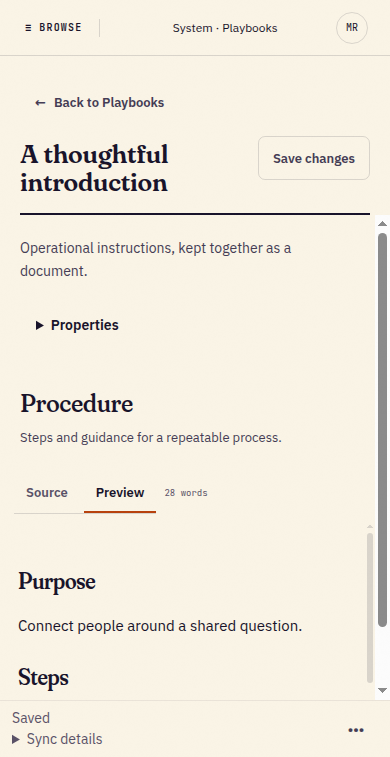 ≡ BROWSE
System · Playbooks
MR
← Back to Playbooks
A thoughtful
introduction
Save changes
Operational instructions, kept together as a
document.
▶ Properties
Procedure
Steps and guidance for a repeatable process.
Source
Preview
28 words
Purpose
Connect people around a shared question.
Steps
Saved
▶ Sync details
•••